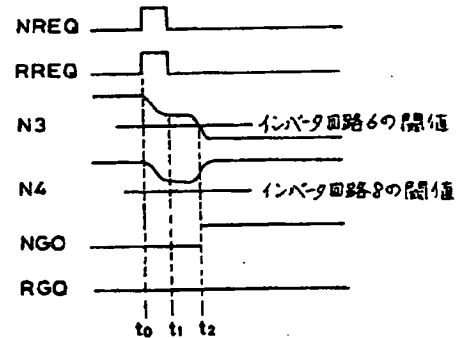 NREQ
RREQ
N3
インバータ回路6の閾値
N4
インバータ回路8の閾値
NGO
RGO
t0 t1 t2